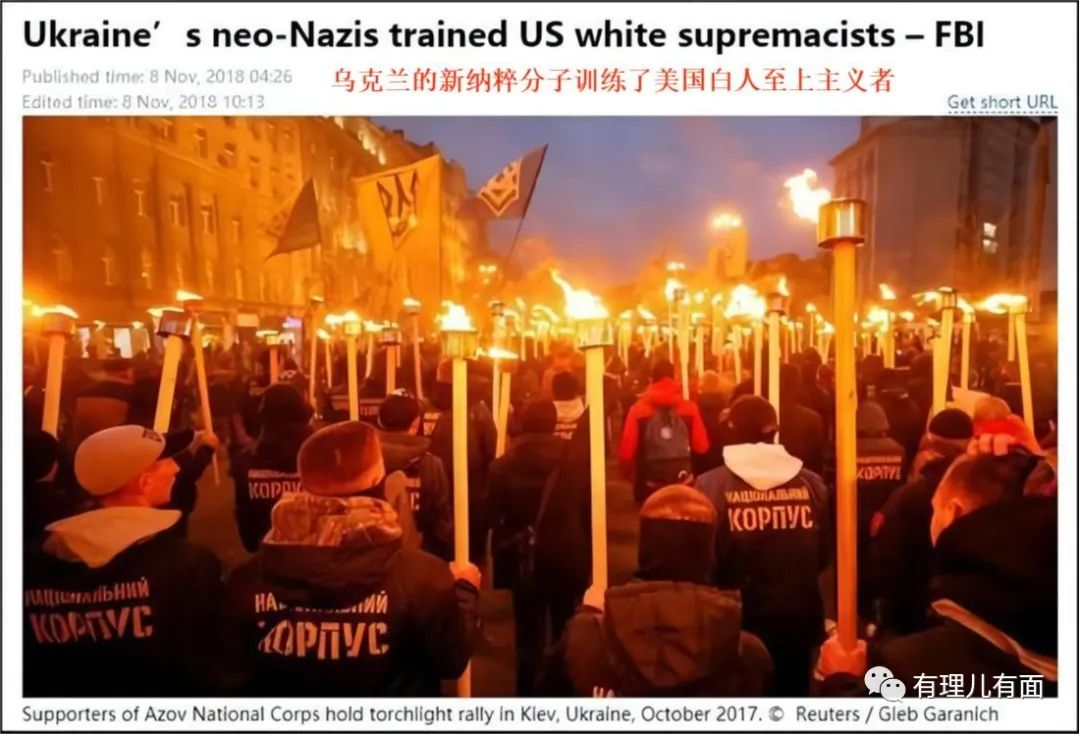 Ukraine's neo-Nazis trained US white supremacists – FBI
Published time: 8 Nov, 2018 04:26
乌克兰的新纳粹分子训练了美国白人至上主义者
Edited time: 8 Nov, 2018 10:13
Get short URL
КОРП
НАЦІОНАЛЬНИЙ
КОРПУС
КОРПУС
НАЦІОНАЛЬНИЙ
КОРПУС
КОРПУС
有理儿有面
Supporters of Azov National Corps hold torchlight rally in Kiev, Ukraine, October 2017. © Reuters / Gleb Garanich